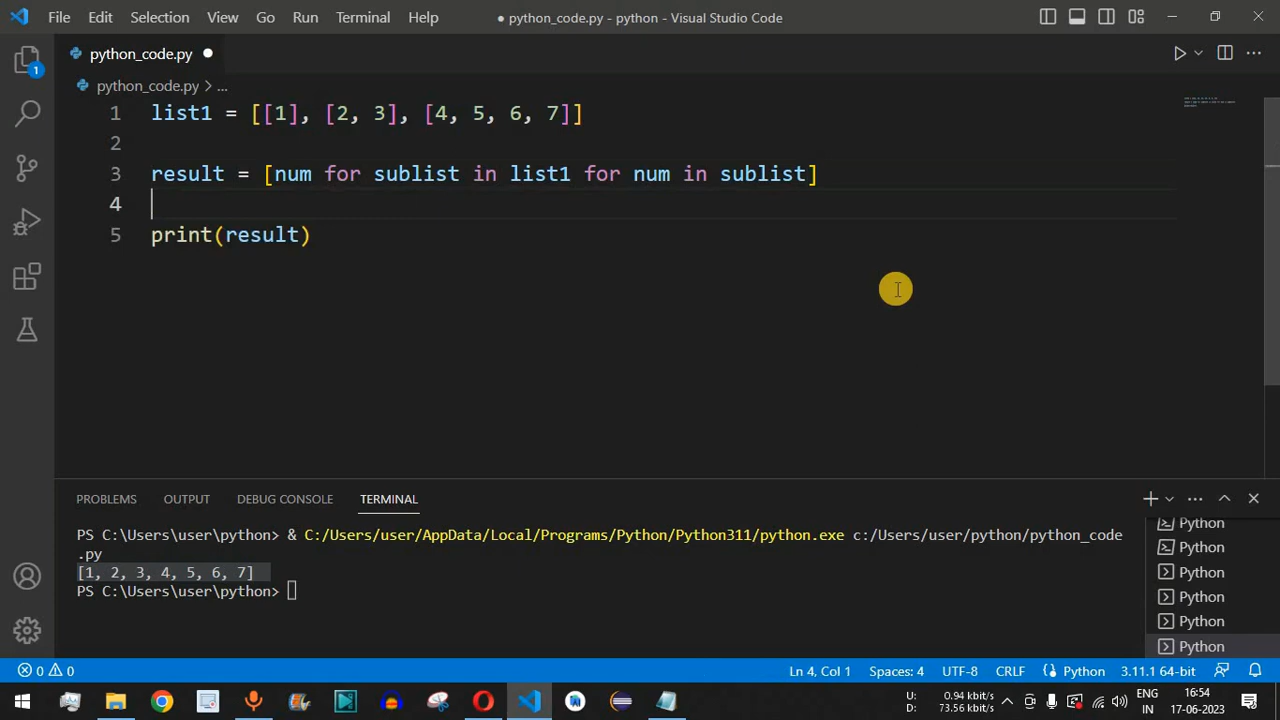 File Edit Selection View Go Run Terminal Help
● python_code.py - python - Visual Studio Code
python_code.py ●
python_code.py > ...
1 list1 = [[1], [2, 3], [4, 5, 6, 7]]
2
3 result = [num for sublist in list1 for num in sublist]
4
5 print(result)
1
PROBLEMS OUTPUT DEBUG CONSOLE TERMINAL
PS C:\Users\user\python> & C:/Users/user/AppData/Local/Programs/Python/Python311/python.exe c:/Users/user/python/python_code
.py
[1, 2, 3, 4, 5, 6, 7]
PS C:\Users\user\python>
Python
Python
Python
Python
Python
Python
0 0
Ln 4, Col 1 Spaces: 4 UTF-8 CRLF Python 3.11.1 64-bit
U: 0.94 kbit/s
D: 73.56 kbit/s
ENG
IN
16:54
17-06-2023